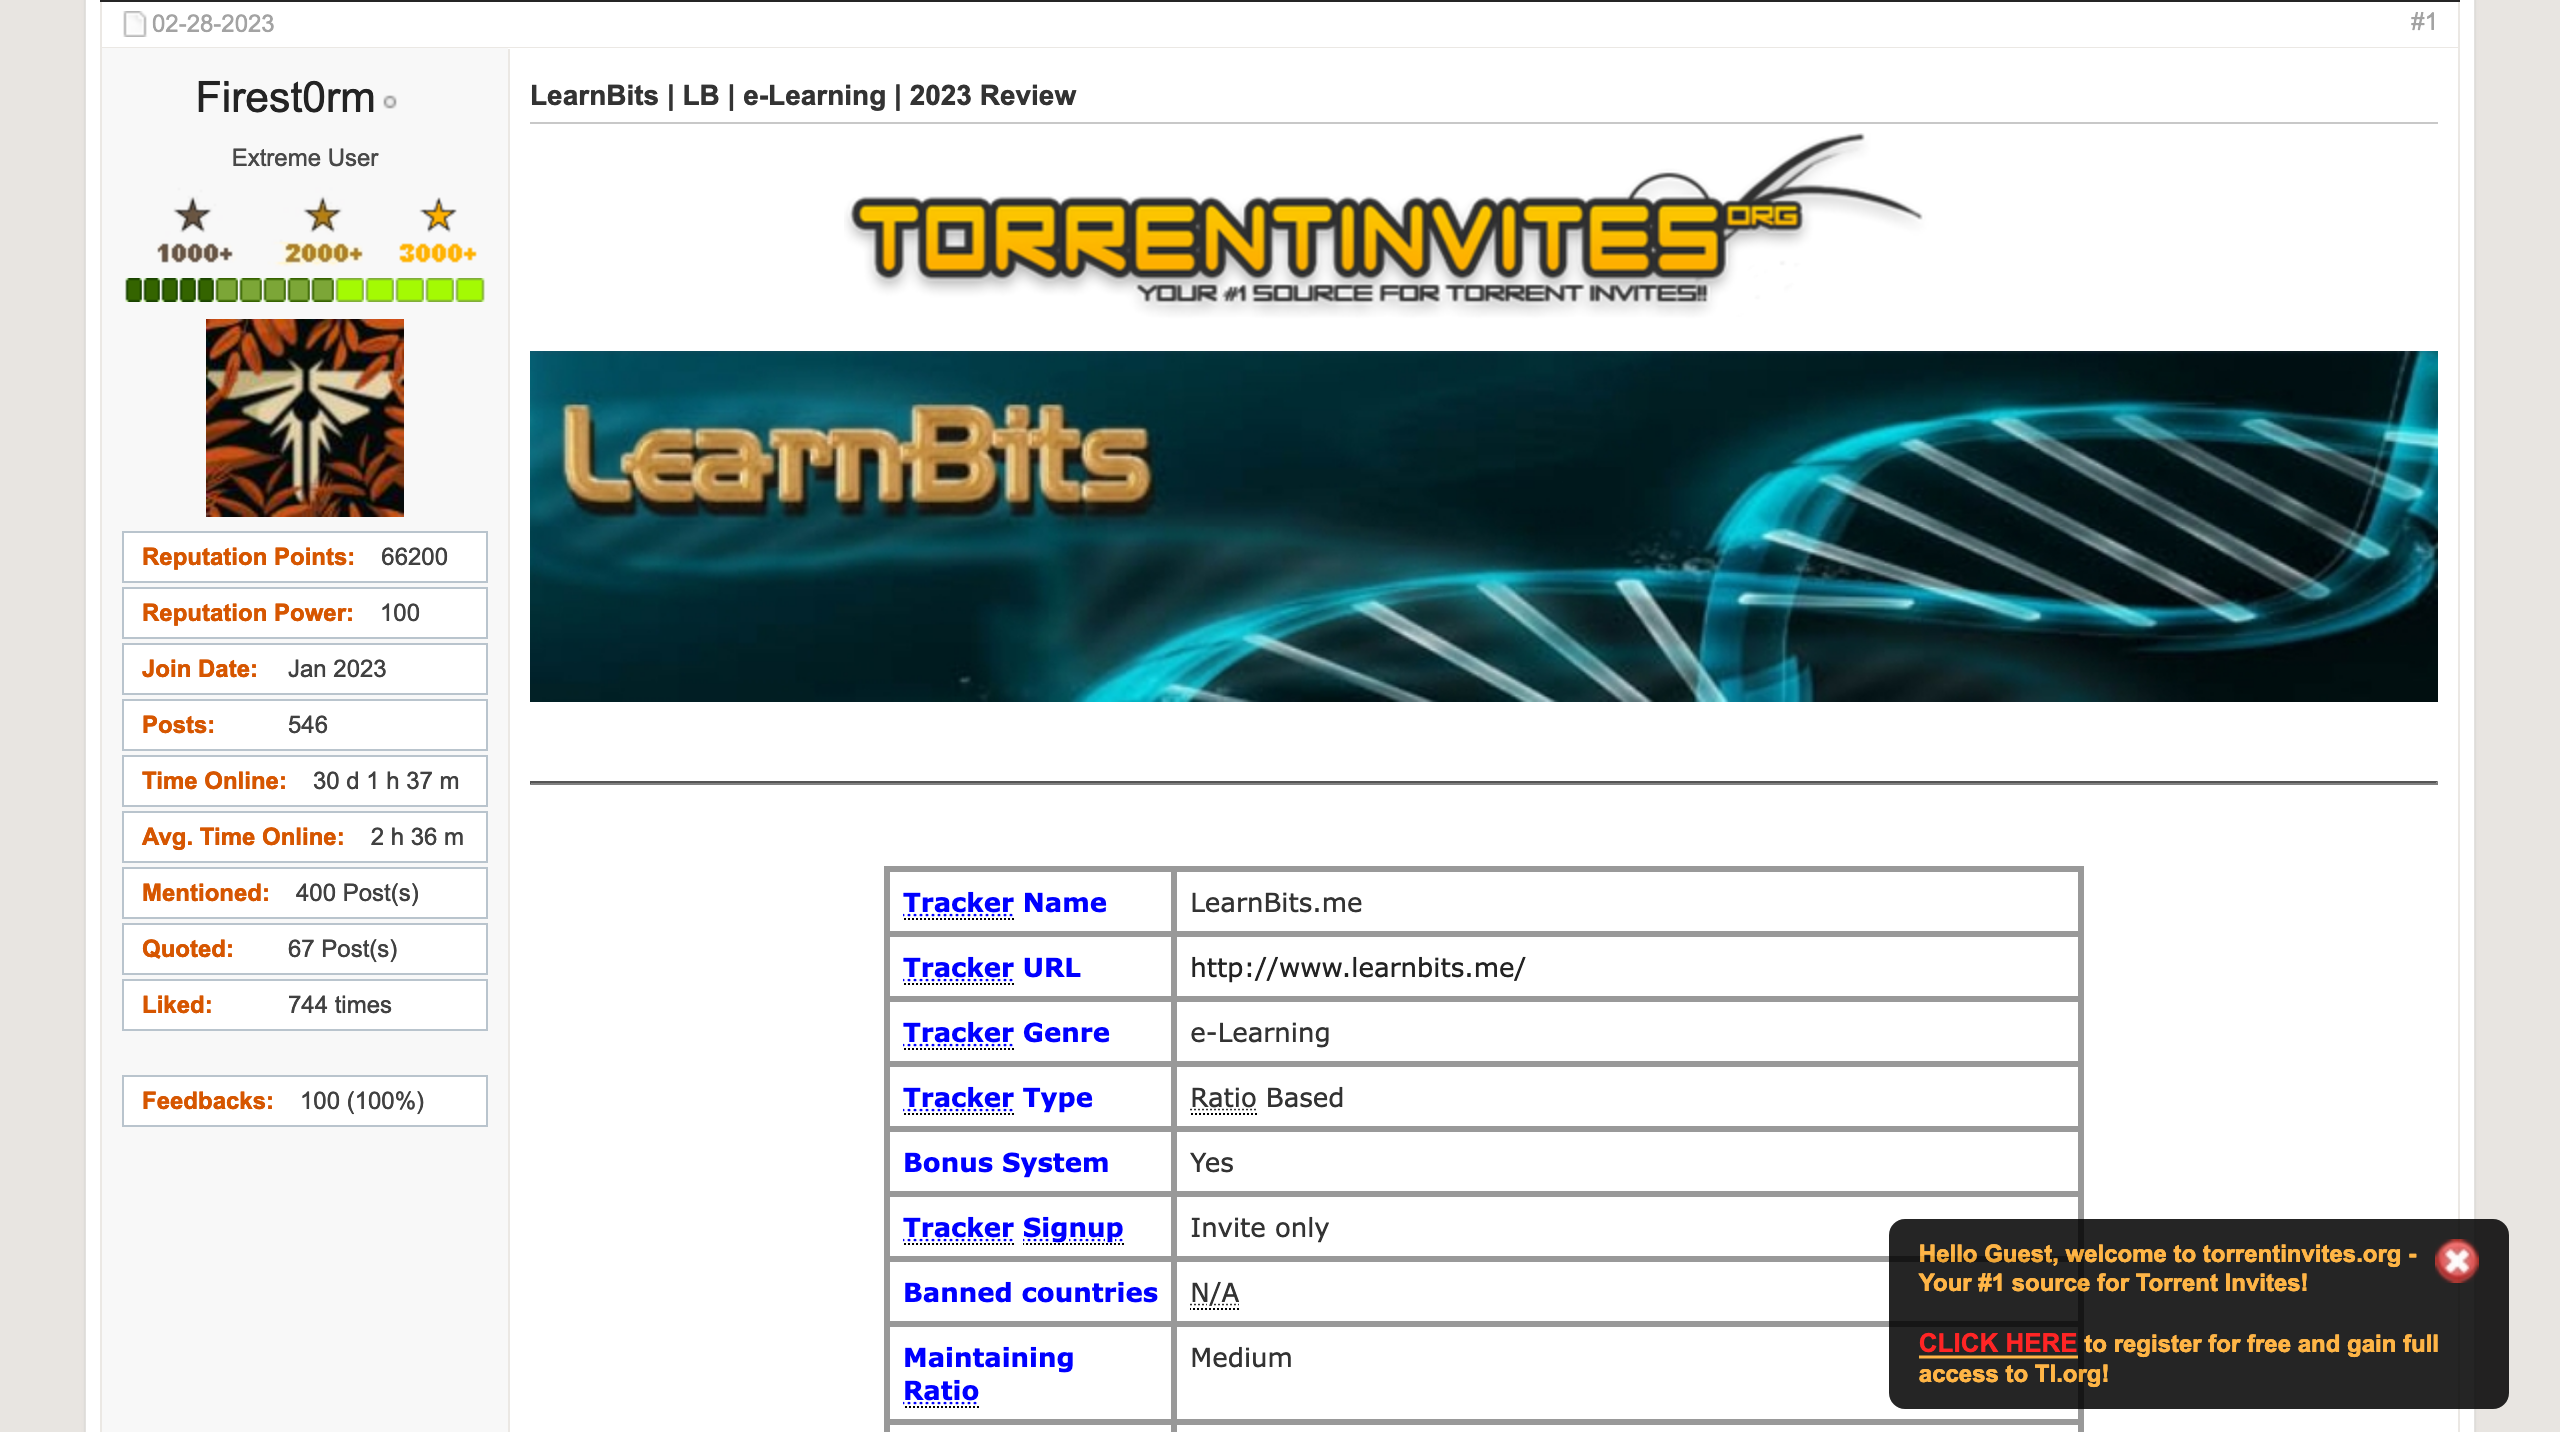 02-28-2023
#1
Firest0rm
Extreme User
1000+ 2000+ 3000+
Reputation Points: 66200
Reputation Power: 100
Join Date: Jan 2023
Posts: 546
Time Online: 30 d 1 h 37 m
Avg. Time Online: 2 h 36 m
Mentioned: 400 Post(s)
Quoted: 67 Post(s)
Liked: 744 times
Feedbacks: 100 (100%)
LearnBits | LB | e-Learning | 2023 Review
TORRENTINVITES ORG
YOUR #1 SOURCE FOR TORRENT INVITES!!
LearnBits
Tracker Name LearnBits.me
Tracker URL http://www.learnbits.me/
Tracker Genre e-Learning
Tracker Type Ratio Based
Bonus System Yes
Tracker Signup Invite only
Banned countries N/A
Maintaining Medium
Ratio
Hello Guest, welcome to torrentinvites.org -
Your #1 source for Torrent Invites!
CLICK HERE to register for free and gain full
access to TI.org!